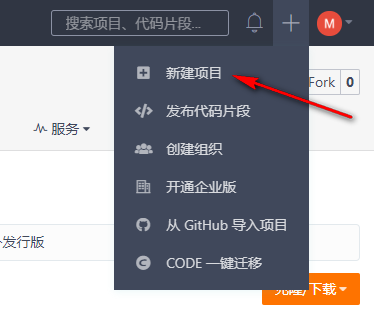 搜索项目、代码片段...
M
新建项目
Fork 0
服务
发布代码片段
创建组织
开通企业版
从 GitHub 导入项目
发行版
CODE 一键迁移
克隆/下载